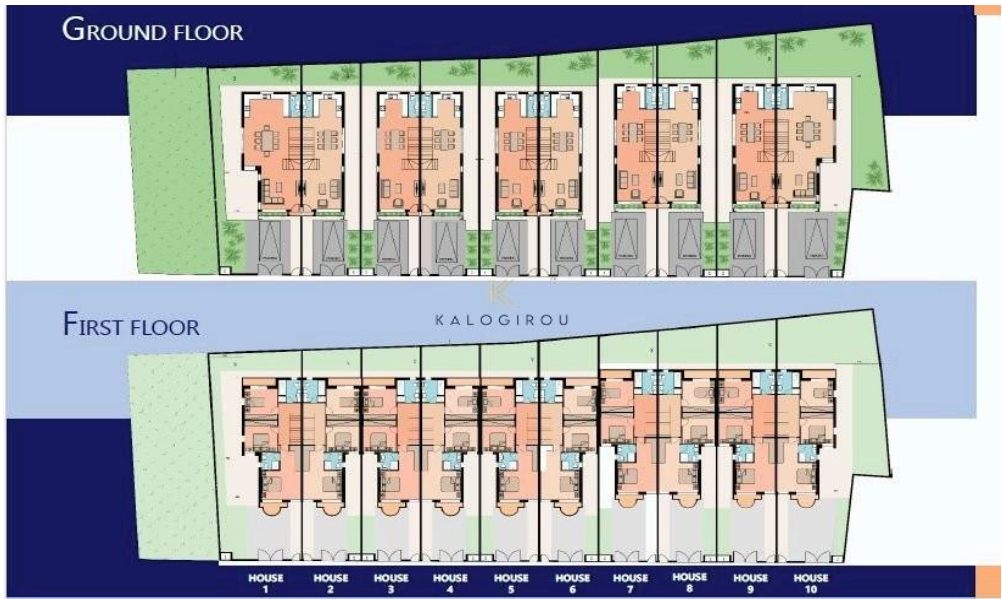 GROUND FLOOR
KALOGIROU
FIRST FLOOR
HOUSE 1
HOUSE 2
HOUSE 3
HOUSE 4
HOUSE 5
HOUSE 6
HOUSE 7
HOUSE 8
HOUSE 9
HOUSE 10